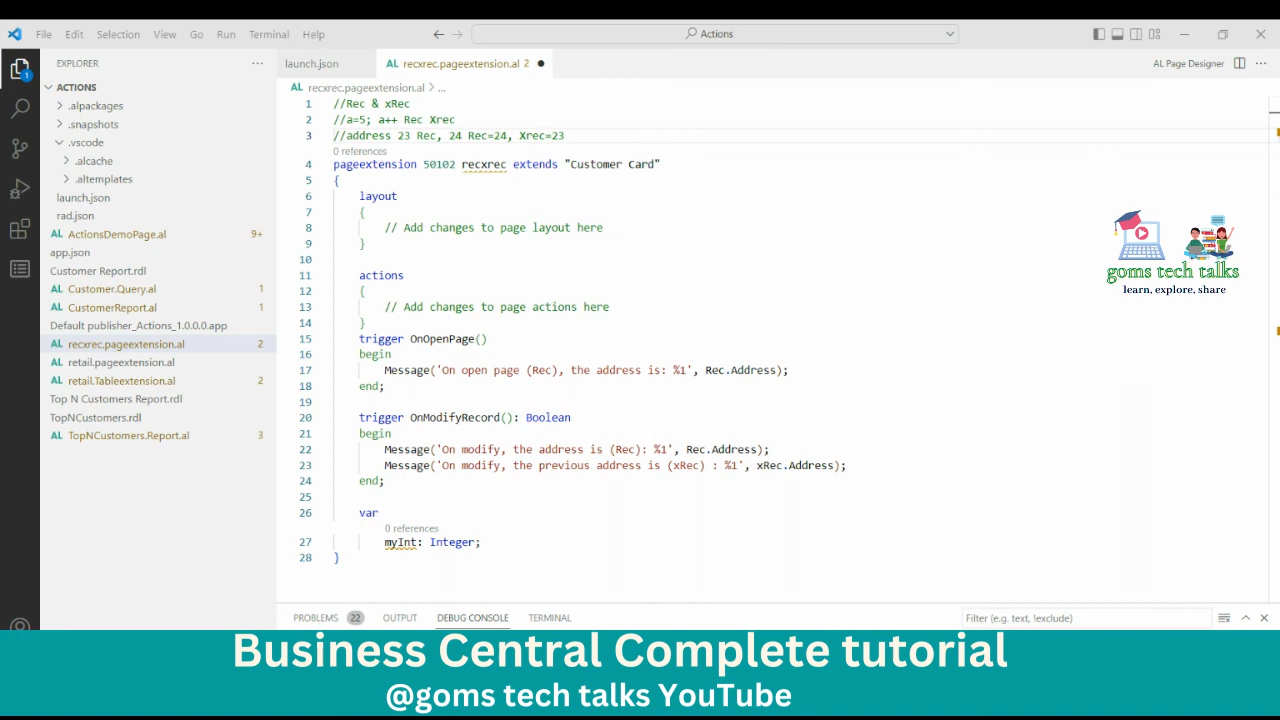 File Edit Selection View Go Run Terminal Help
Actions
EXPLORER
ACTIONS
.alpackages
.snapshots
.vscode
.alcache
.altemplates
launch.json
rad.json
AL ActionsDemoPage.al 9+
app.json
Customer Report.rdl
AL Customer.Query.al 1
AL CustomerReport.al 1
Default publisher_Actions_1.0.0.0.app
AL recxrec.pageextension.al 2
AL retail.pageextension.al
AL retail.Tableextension.al 2
Top N Customers Report.rdl
TopNCustomers.rdl
AL TopNCustomers.Report.al 3
1
launch.json
AL recxrec.pageextension.al 2
AL Page Designer
AL recxrec.pageextension.al > ...
1 //Rec & xRec
2 //a=5; a++ Rec Xrec
3 //address 23 Rec, 24 Rec=24, Xrec=23
0 references
4 pageextension 50102 recxrec extends "Customer Card"
5 {
6 layout
7 {
8 // Add changes to page layout here
9 }
10
11 actions
12 {
13 // Add changes to page actions here
14 }
15 trigger OnOpenPage()
16 begin
17 Message('On open page (Rec), the address is: %1', Rec.Address);
18 end;
19
20 trigger OnModifyRecord(): Boolean
21 begin
22 Message('On modify, the address is (Rec): %1', Rec.Address);
23 Message('On modify, the previous address is (xRec) : %1', xRec.Address);
24 end;
25
26 var
0 references
27 myInt: Integer;
28 }
goms tech talks
learn, explore, share
PROBLEMS 22 OUTPUT DEBUG CONSOLE TERMINAL
Filter (e.g. text, !exclude)
Business Central Complete tutorial
@goms tech talks YouTube